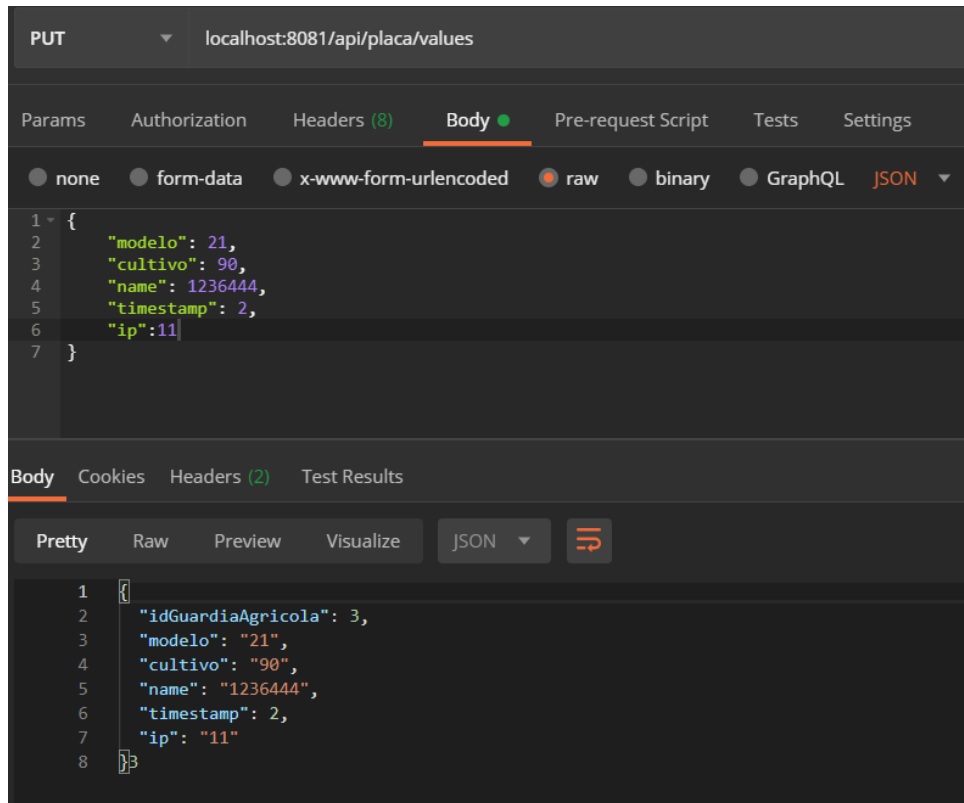 PUT localhost:8081/api/placa/values
Params Authorization Headers (8) Body Pre-request Script Tests Settings
none form-data x-www-form-urlencoded raw binary GraphQL JSON
1 {
2 "modelo": 21,
3 "cultivo": 90,
4 "name": 1236444,
5 "timestamp": 2,
6 "ip":11
7 }
Body Cookies Headers (2) Test Results
Pretty Raw Preview Visualize JSON
1 {
2 "idGuardiaAgricola": 3,
3 "modelo": "21",
4 "cultivo": "90",
5 "name": "1236444",
6 "timestamp": 2,
7 "ip": "11"
8 }3